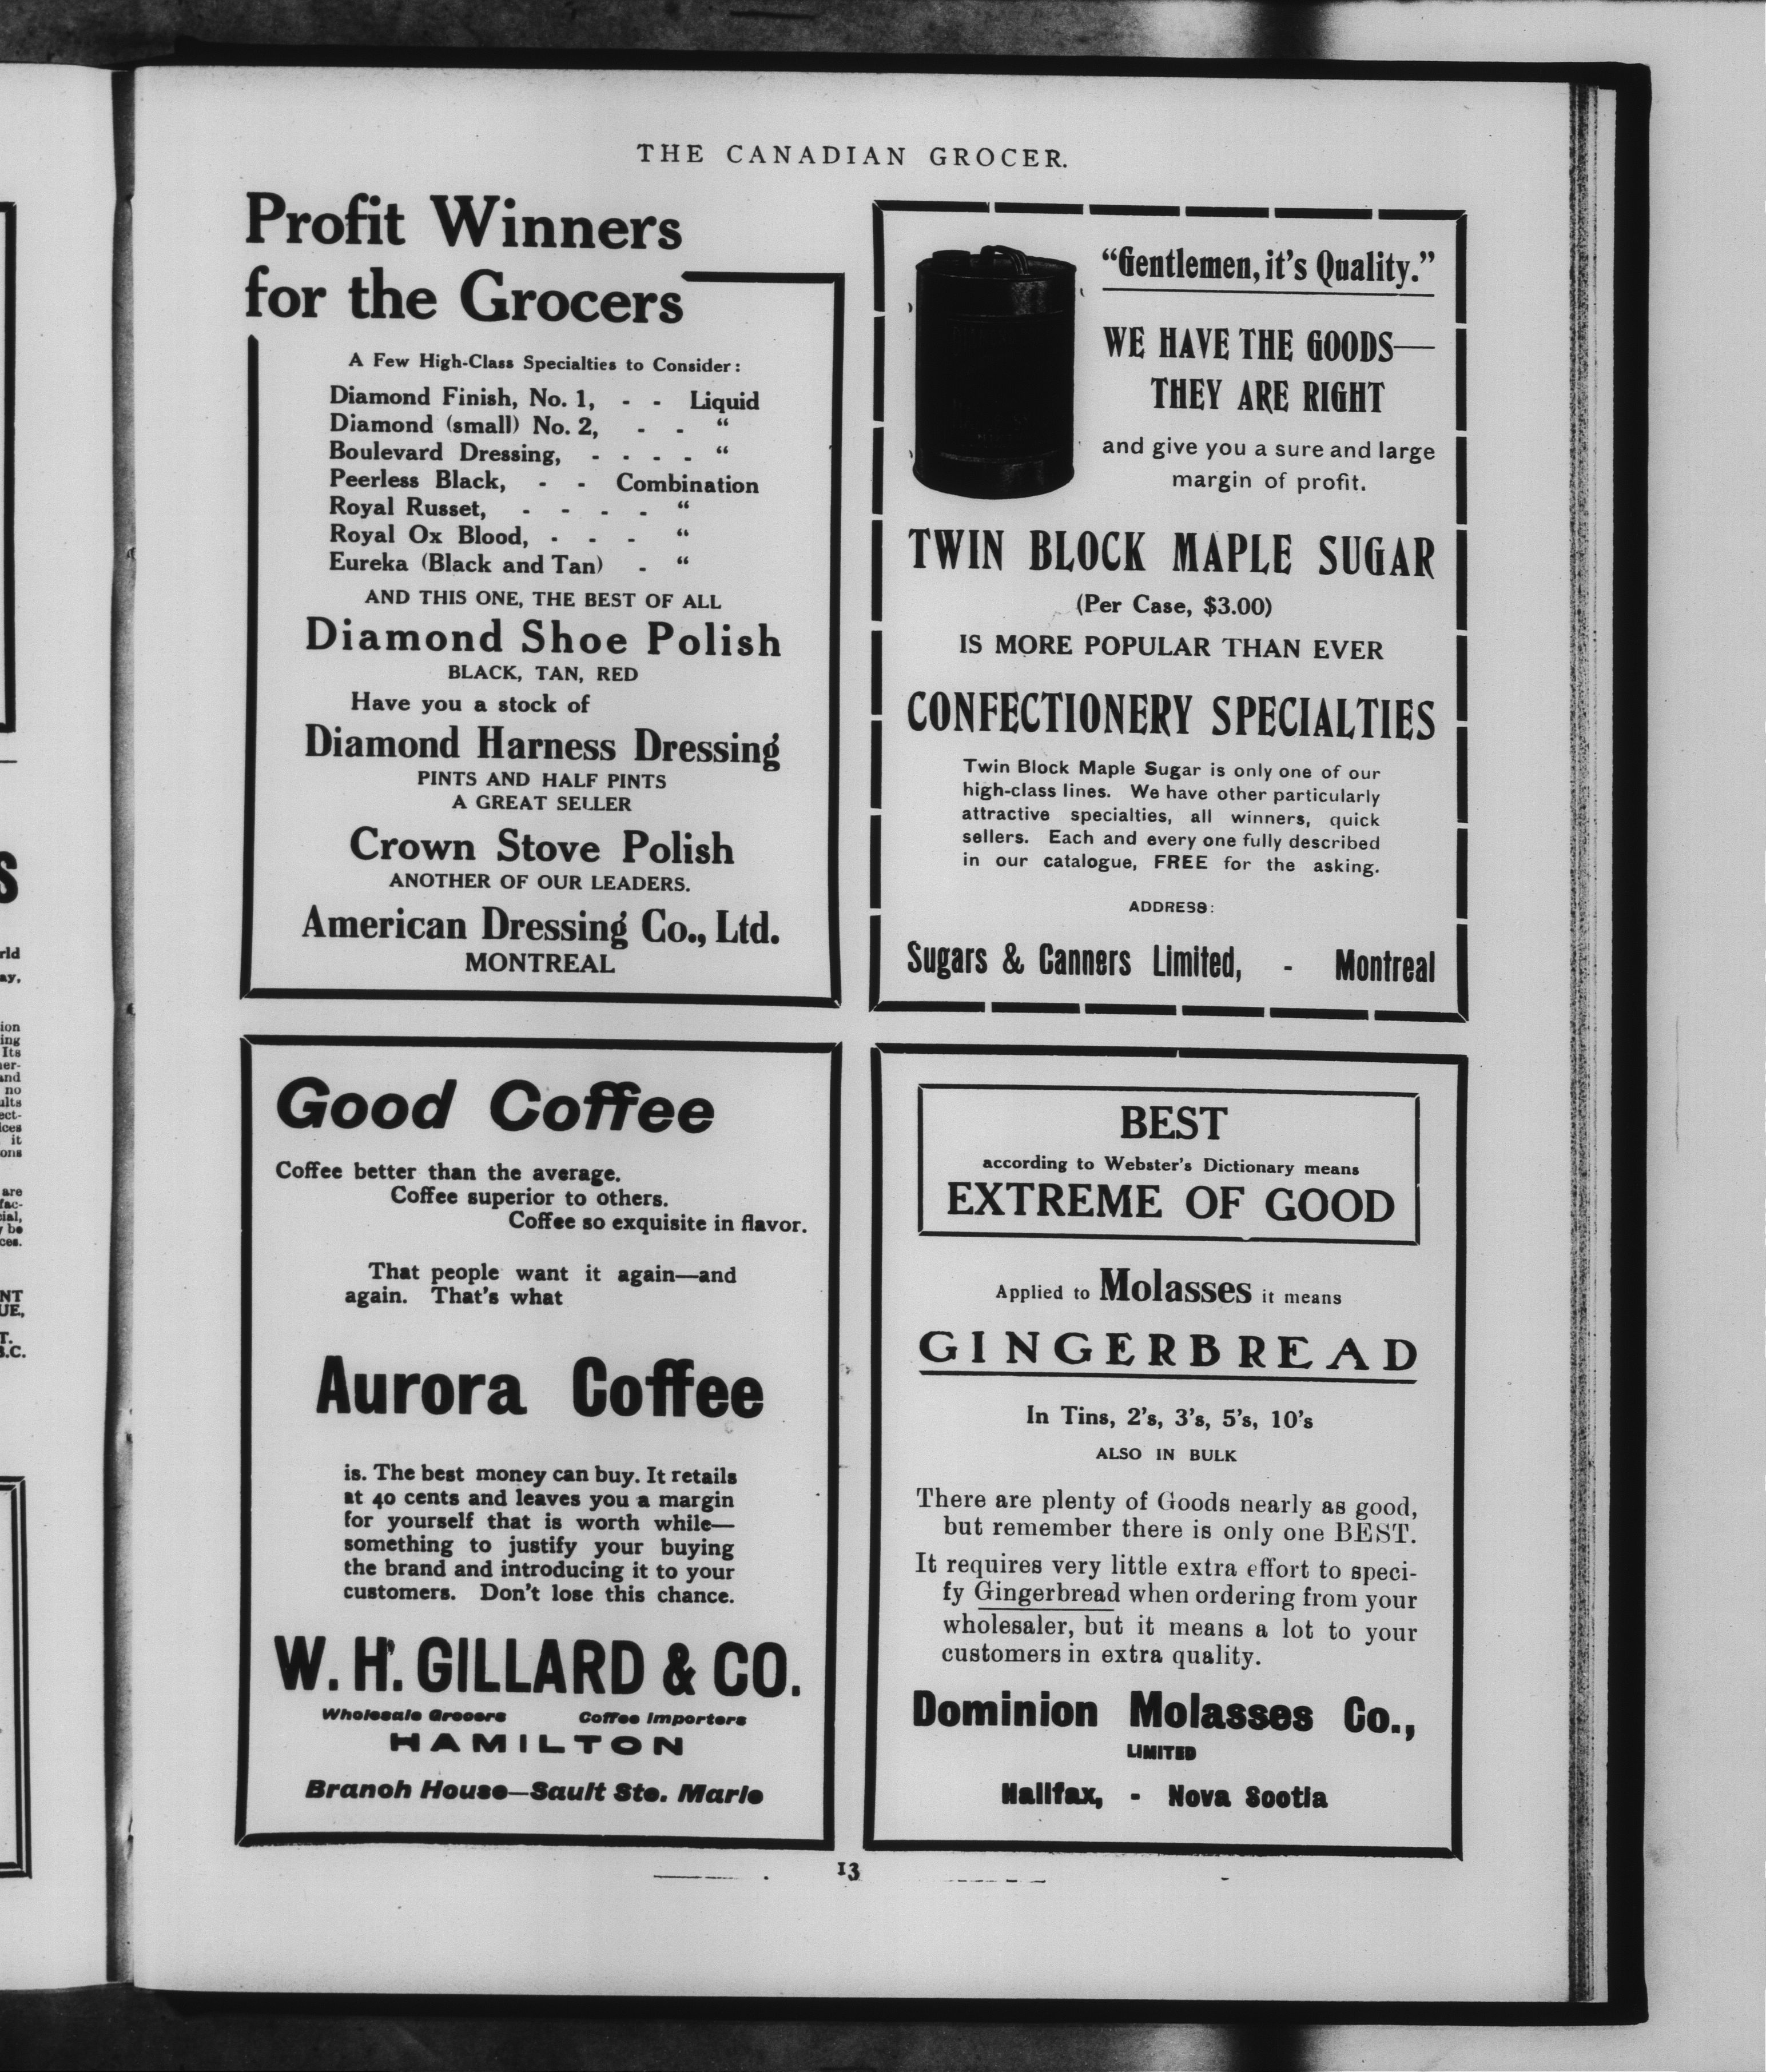 THE CANADIAN GROCER.
Profit Winners
for the Grocers
A Few High-Class Specialties to Consider:
Diamond Finish, No. 1, - - Liquid
Diamond (small) No. 2, - - "
Boulevard Dressing, - - - - "
Peerless Black, - - Combination
Royal Russet, - - - - "
Royal Ox Blood, - - - "
Eureka (Black and Tan) - "
AND THIS ONE, THE BEST OF ALL
Diamond Shoe Polish
BLACK, TAN, RED
Have you a stock of
Diamond Harness Dressing
PINTS AND HALF PINTS
A GREAT SELLER
Crown Stove Polish
ANOTHER OF OUR LEADERS.
American Dressing Co., Ltd.
MONTREAL
"Gentlemen, it's Quality."
WE HAVE THE GOODS—
THEY ARE RIGHT
and give you a sure and large
margin of profit.
TWIN BLOCK MAPLE SUGAR
(Per Case, $3.00)
IS MORE POPULAR THAN EVER
CONFECTIONERY SPECIALTIES
Twin Block Maple Sugar is only one of our
high-class lines. We have other particularly
attractive specialties, all winners, quick
sellers. Each and every one fully described
in our catalogue, FREE for the asking.
ADDRESS:
Sugars & Canners Limited, - Montreal
Good Coffee
Coffee better than the average.
Coffee superior to others.
Coffee so exquisite in flavor.
That people want it again—and
again. That's what
Aurora Coffee
is. The best money can buy. It retails
at 40 cents and leaves you a margin
for yourself that is worth while—
something to justify your buying
the brand and introducing it to your
customers. Don't lose this chance.
W. H. GILLARD & CO.
Wholesale Grocers Coffee Importers
HAMILTON
Branch House—Sault Ste. Marie
BEST
according to Webster's Dictionary means
EXTREME OF GOOD
Applied to Molasses it means
GINGERBREAD
In Tins, 2's, 3's, 5's, 10's
ALSO IN BULK
There are plenty of Goods nearly as good,
but remember there is only one BEST.
It requires very little extra effort to speci-
fy Gingerbread when ordering from your
wholesaler, but it means a lot to your
customers in extra quality.
Dominion Molasses Co.,
LIMITED
Halifax, - Nova Scotia
13